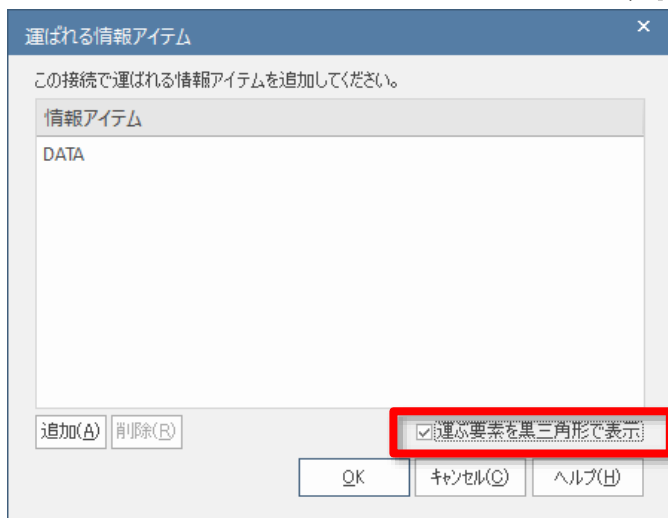 運ばれる情報アイテム
この接続で運ばれる情報アイテムを追加してください。
情報アイテム
DATA
追加(A) 削除(R) 運ぶ要素を黒三角形で表示
OK キャンセル(C) ヘルプ(H)